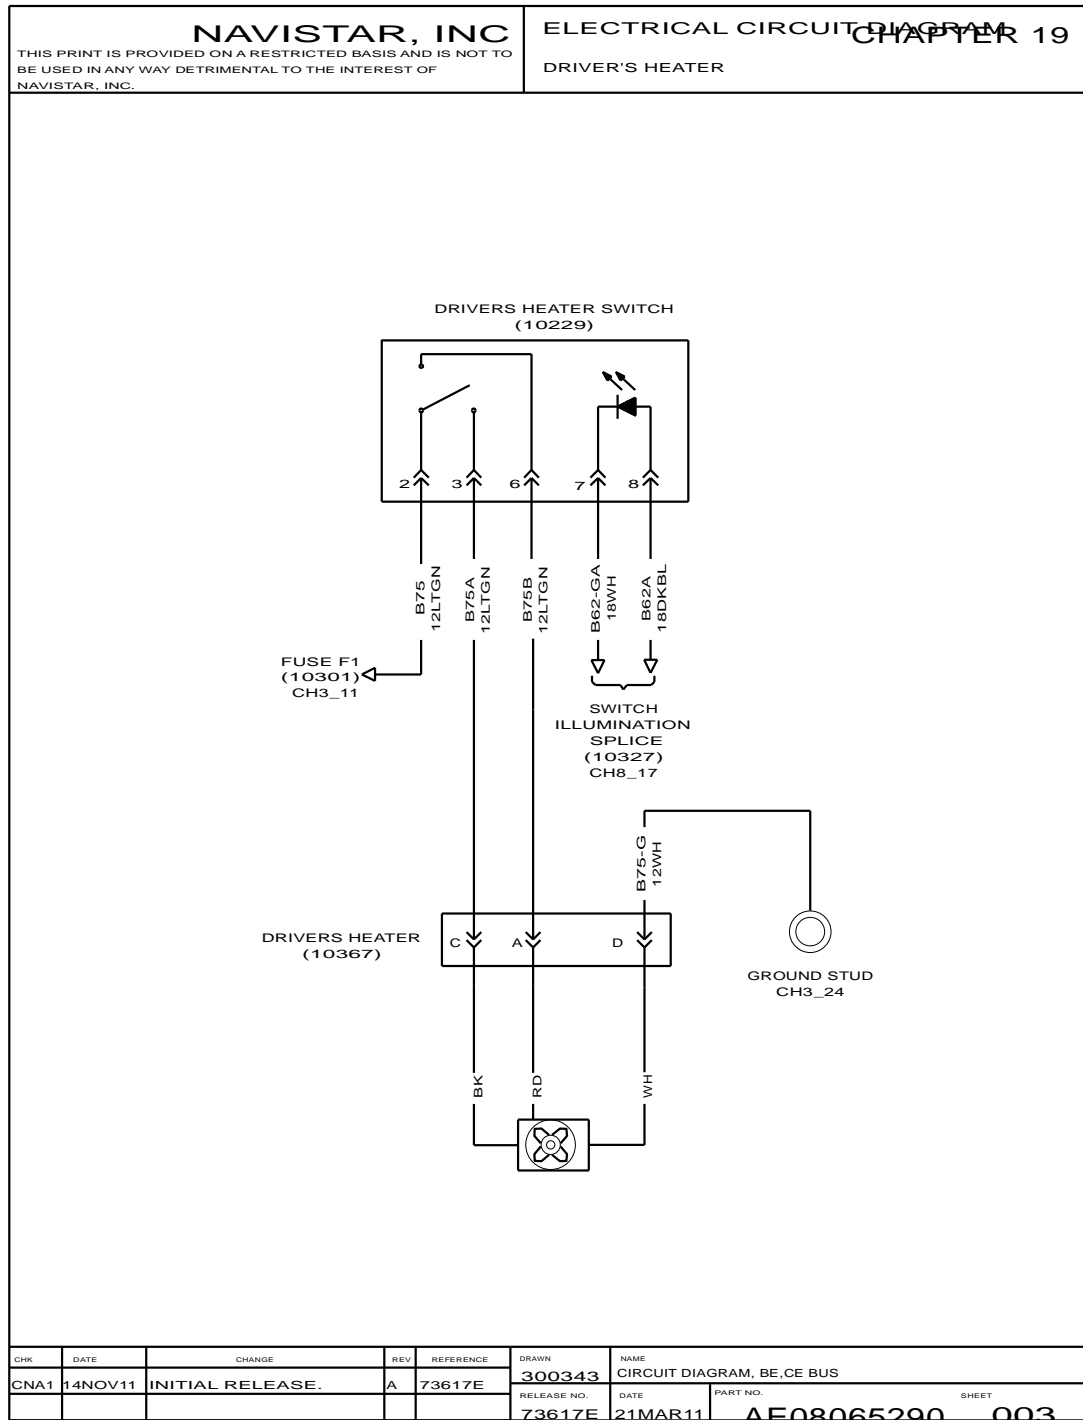 NAVISTAR, INC
THIS PRINT IS PROVIDED ON A RESTRICTED BASIS AND IS NOT TO
BE USED IN ANY WAY DETRIMENTAL TO THE INTEREST OF
NAVISTAR, INC.
ELECTRICAL CIRCUIT DIAGRAM
CHAPTER 19
DRIVER'S HEATER
DRIVERS HEATER SWITCH
(10229)
2
3
6
7
8
B75
12LTGN
B75A
12LTGN
B75B
12LTGN
B62-GA
18WH
B62A
18DKBL
FUSE F1
(10301)
CH3_11
SWITCH
ILLUMINATION
SPLICE
(10327)
CH8_17
B75-G
12WH
DRIVERS HEATER
(10367)
C
A
D
GROUND STUD
CH3_24
BK
RD
WH
CHK DATE CHANGE REV REFERENCE
CNA1 14NOV11 INITIAL RELEASE. A 73617E
DRAWN
300343
NAME
CIRCUIT DIAGRAM, BE,CE BUS
RELEASE NO.
73617E
DATE
21MAR11
PART NO.
AE08065290
SHEET
003